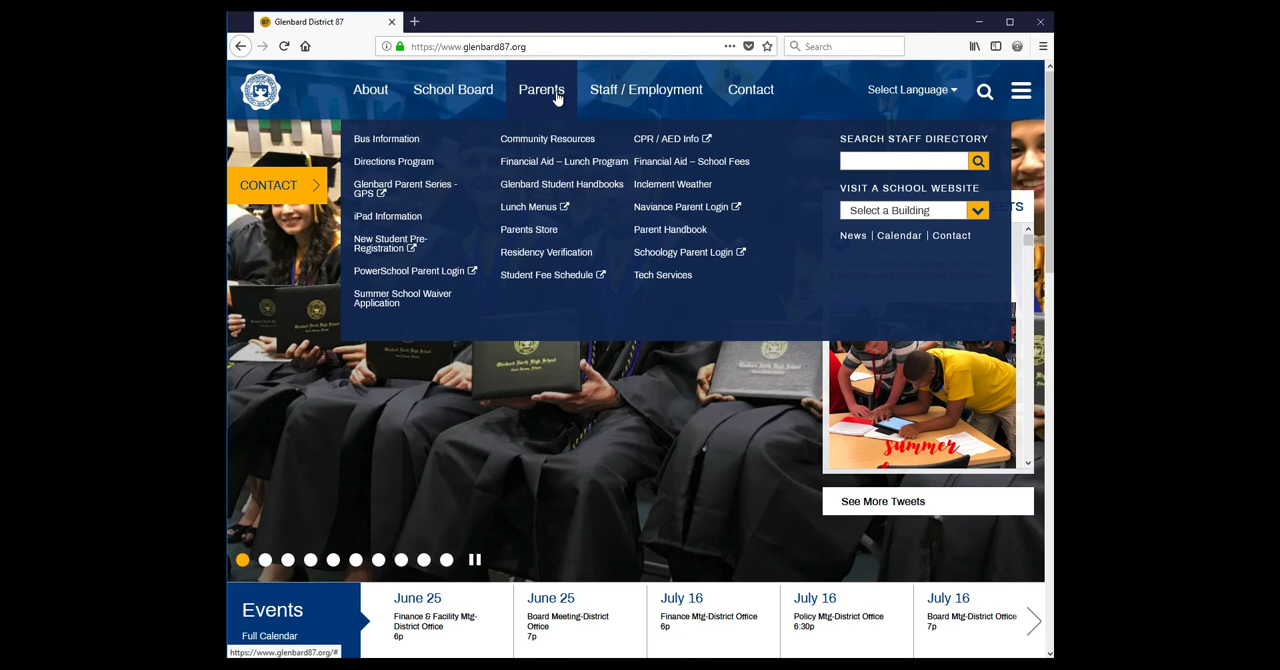 Glenbard District 87
https://www.glenbard87.org
Search
About
School Board
Parents
Staff / Employment
Contact
Select Language
CONTACT
Bus Information
Directions Program
Glenbard Parent Series -
GPS
iPad Information
New Student Pre-
Registration
PowerSchool Parent Login
Summer School Waiver
Application
Community Resources
Financial Aid – Lunch Program
Glenbard Student Handbooks
Lunch Menus
Parents Store
Residency Verification
Student Fee Schedule
CPR / AED Info
Financial Aid – School Fees
Inclement Weather
Naviance Parent Login
Parent Handbook
Schoology Parent Login
Tech Services
SEARCH STAFF DIRECTORY
VISIT A SCHOOL WEBSITE
Select a Building
News | Calendar | Contact
ETS
Glenbard North High School
summer
See More Tweets
Events
Full Calendar
June 25
Finance & Facility Mtg-
District Office
6p
June 25
Board Meeting-District
Office
7p
July 16
Finance Mtg-District Office
6p
July 16
Policy Mtg-District Office
6:30p
July 16
Board Mtg-District Office
7p
https://www.glenbard87.org/#